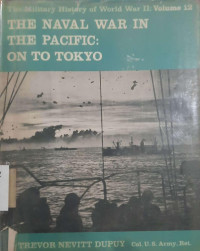 The Military History of World War II: Volume 12
THE NAVAL WAR IN
THE PACIFIC:
ON TO TOKYO
TREVOR NEVITT DUPUY Col. U.S. Army, Ret.